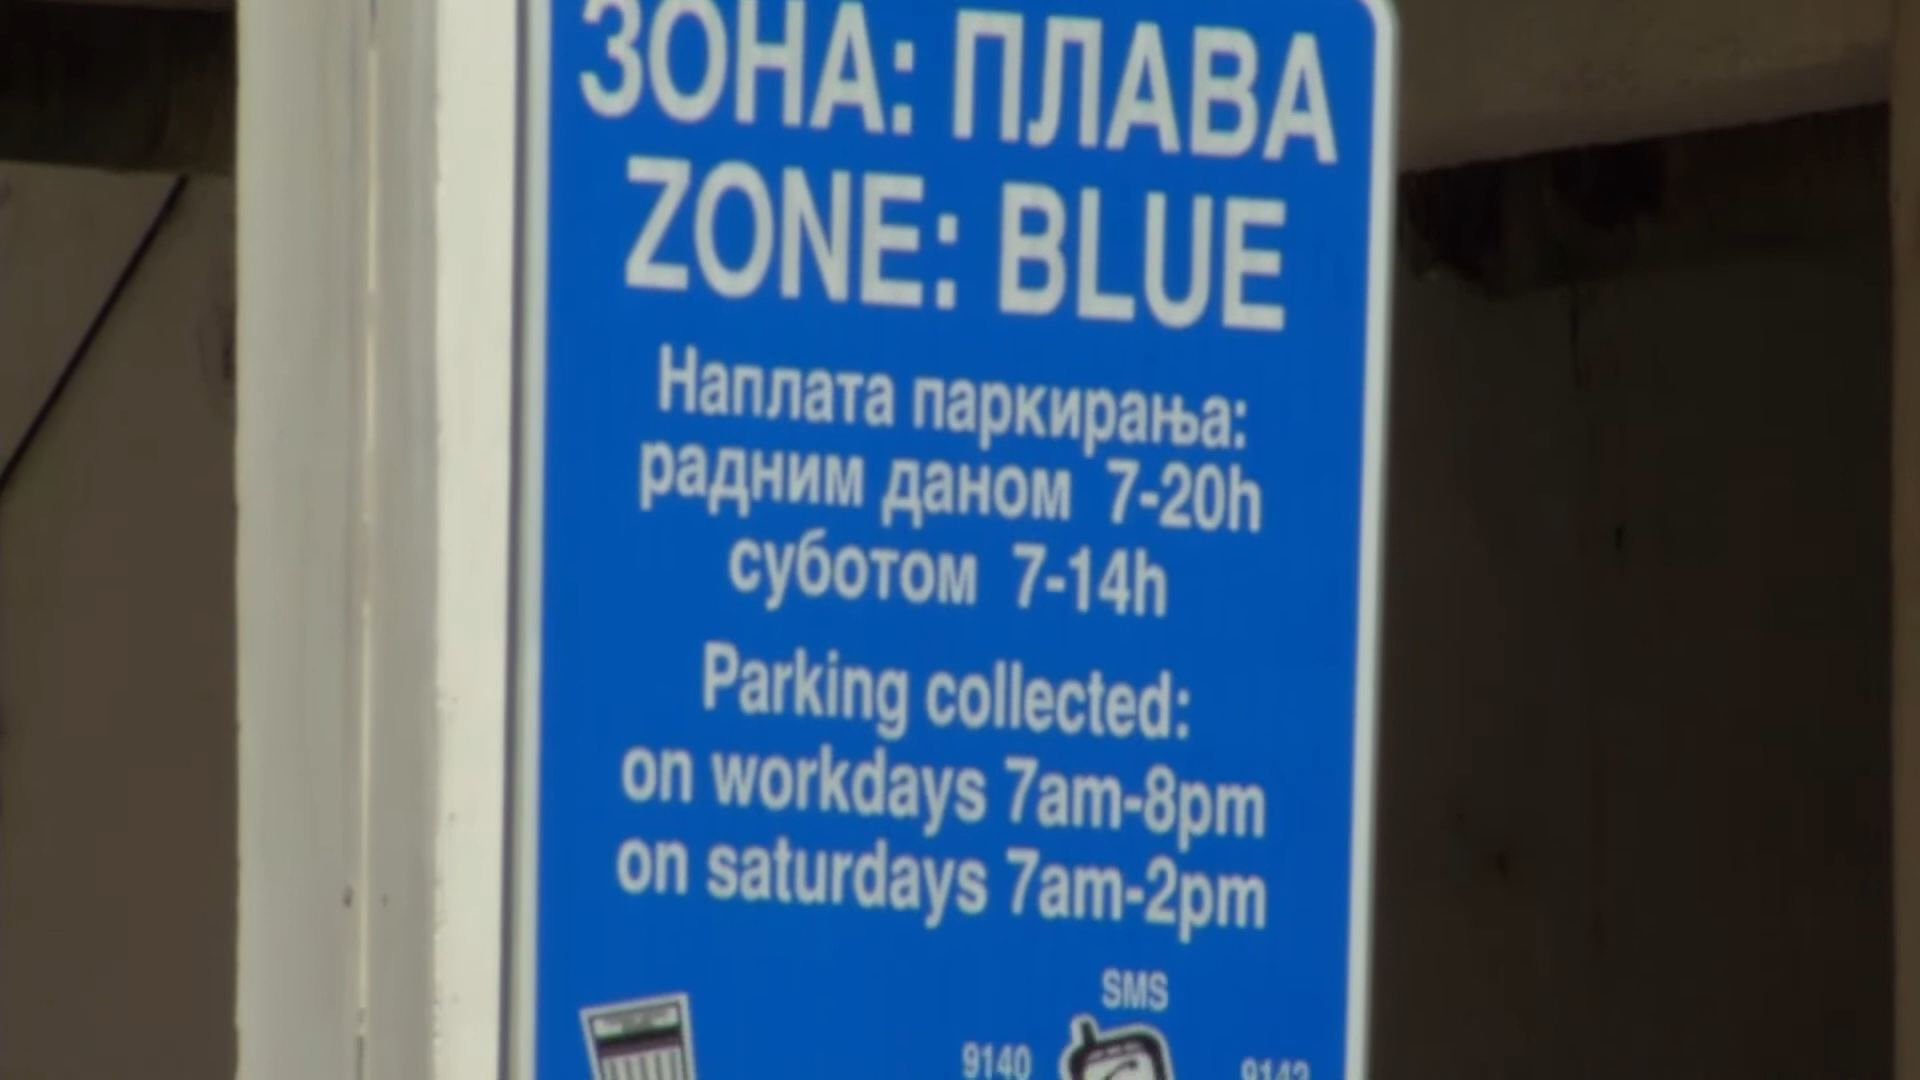 ЗОНА: ПЛАВА
ZONE: BLUE
Наплата паркирања:
радним даном 7-20h
суботом 7-14h
Parking collected:
on workdays 7am-8pm
on saturdays 7am-2pm
SMS
9140